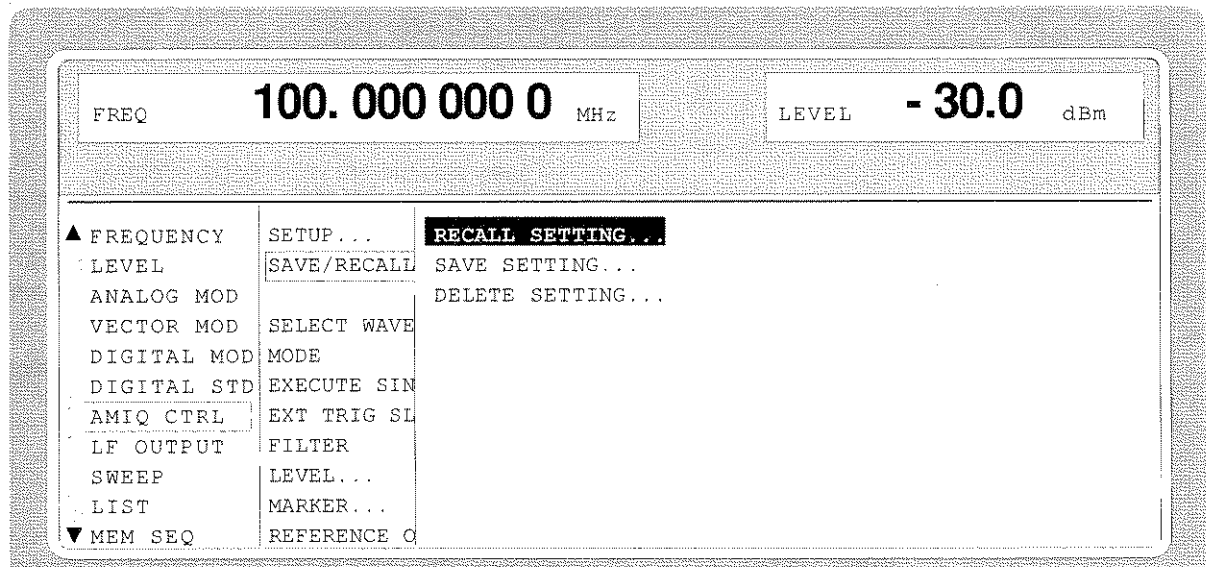 FREQ 100. 000 000 0 MHz LEVEL - 30.0 dBm
▲ FREQUENCY SETUP... RECALL SETTING...
LEVEL SAVE/RECALL SAVE SETTING...
ANALOG MOD DELETE SETTING...
VECTOR MOD SELECT WAVE
DIGITAL MOD MODE
DIGITAL STD EXECUTE SIN
AMIQ CTRL EXT TRIG SL
LF OUTPUT FILTER
SWEEP LEVEL...
LIST MARKER...
▼ MEM SEQ REFERENCE O